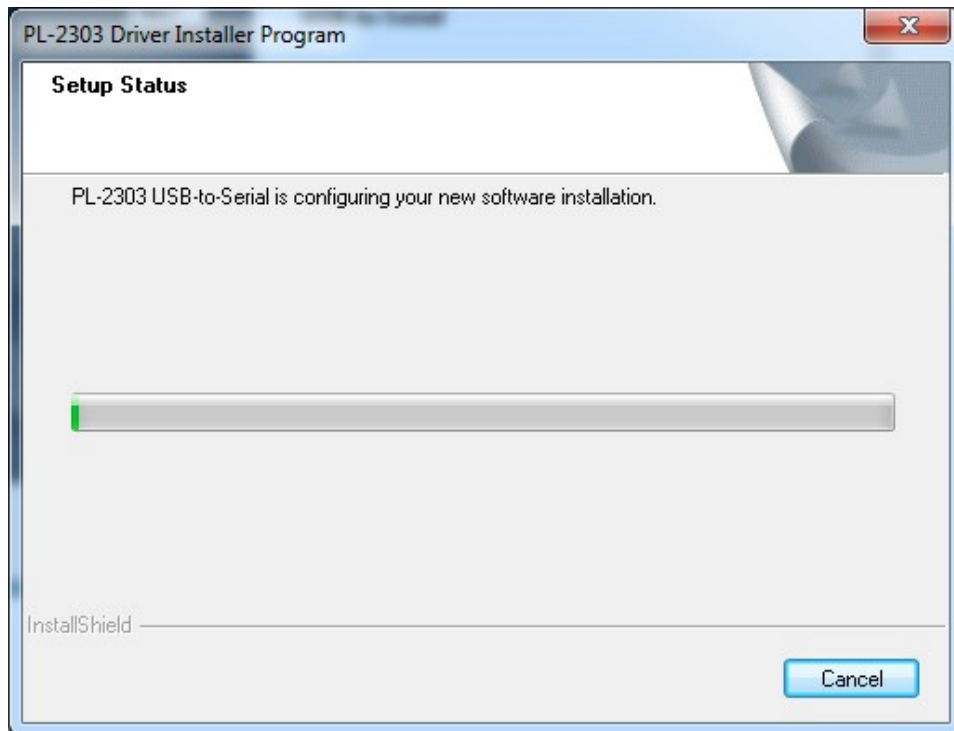 PL-2303 Driver Installer Program
Setup Status
PL-2303 USB-to-Serial is configuring your new software installation.
InstallShield
Cancel